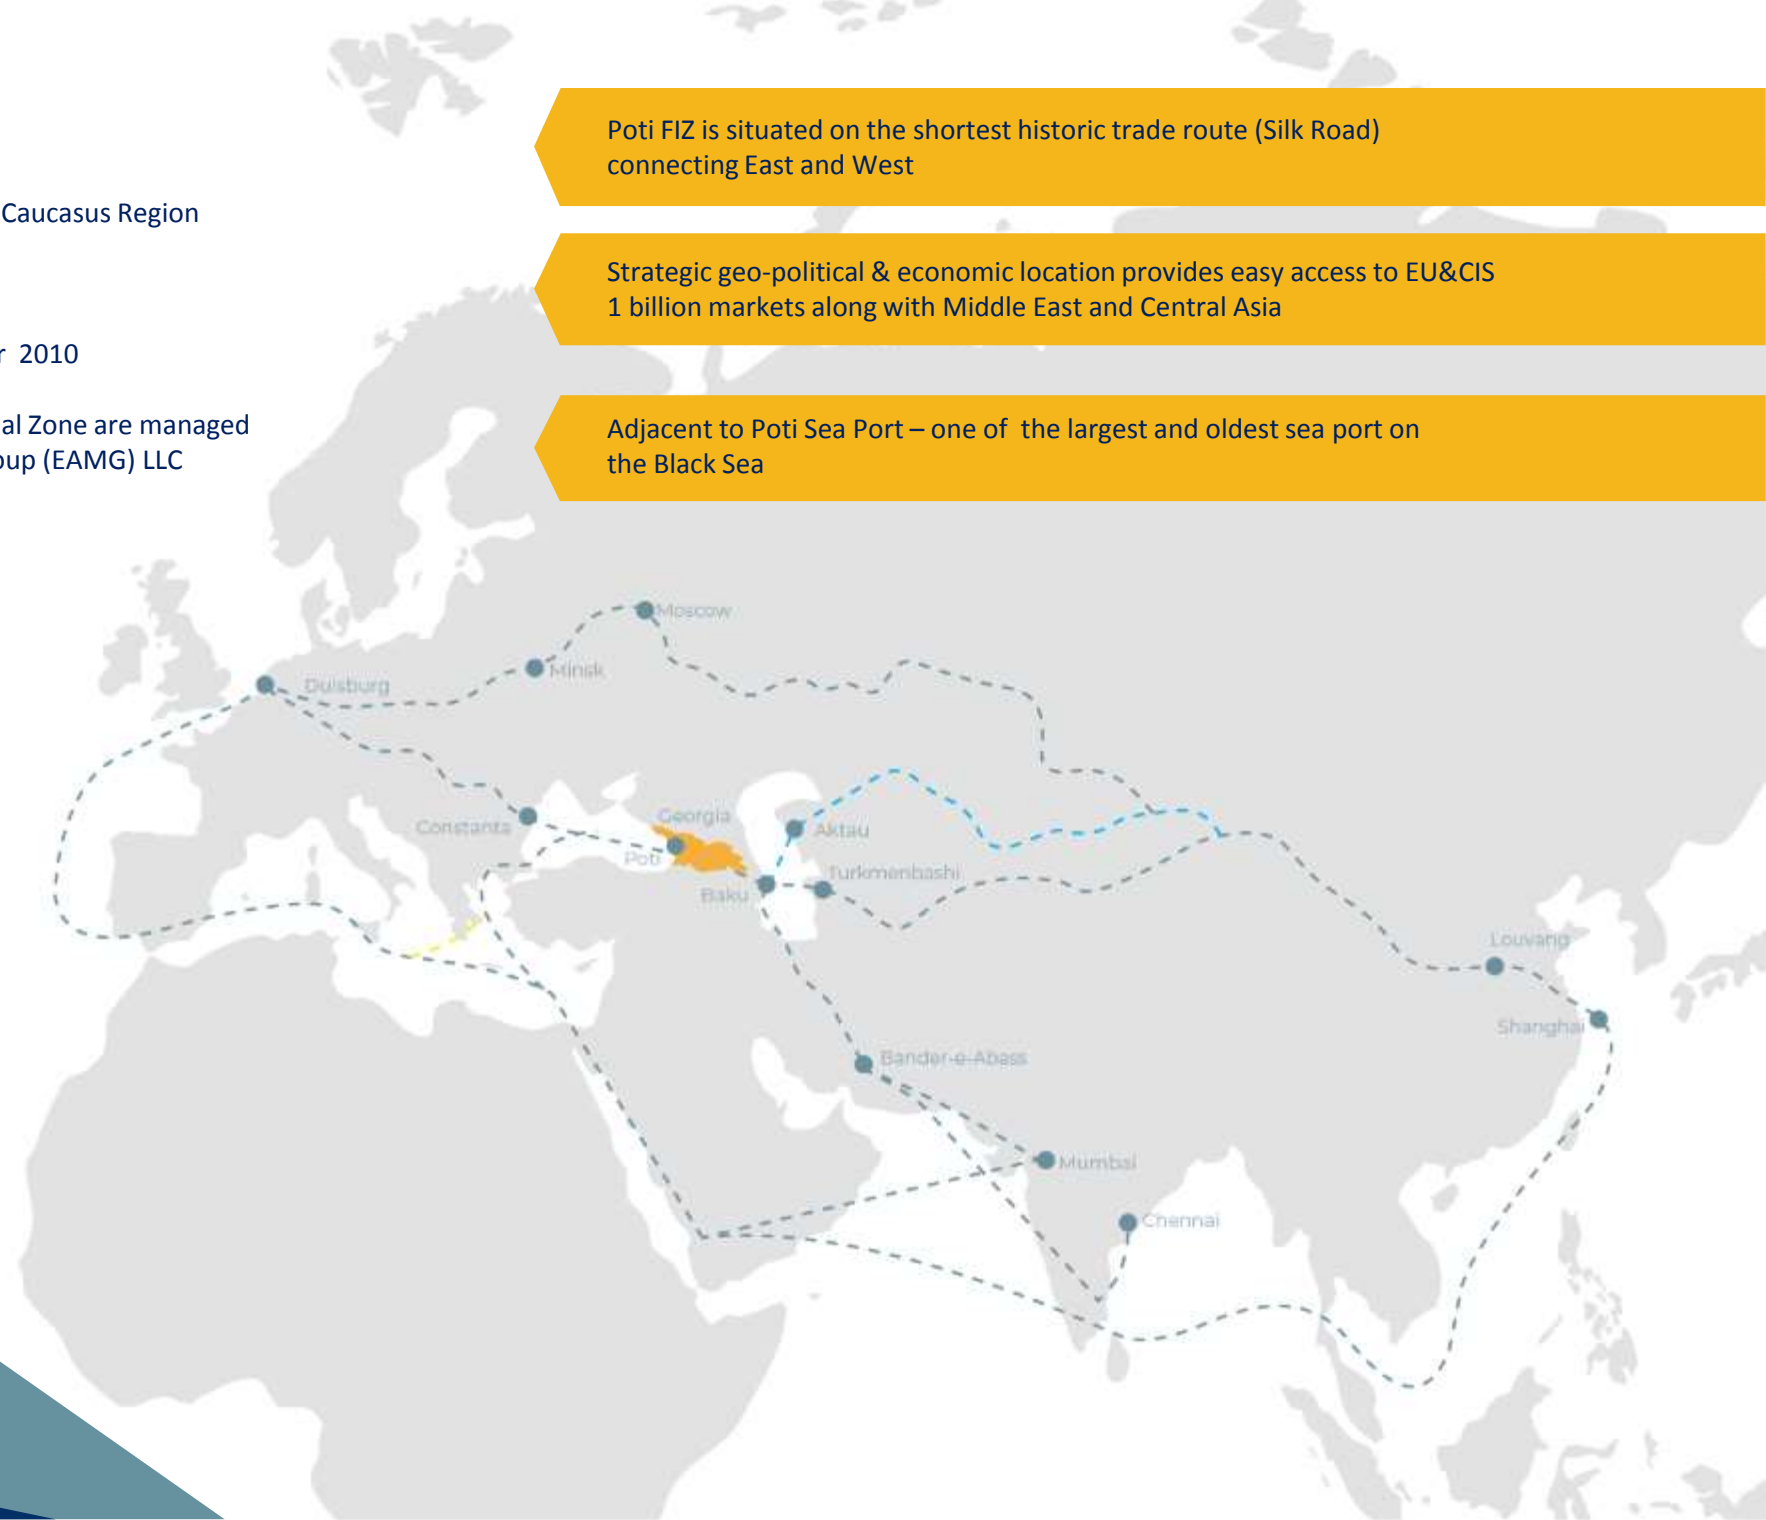 Poti FIZ is situated on the shortest historic trade route (Silk Road)
connecting East and West
Caucasus Region
Strategic geo-political & economic location provides easy access to EU&CIS
1 billion markets along with Middle East and Central Asia
2010
al Zone are managed
oup (EAMG) LLC
Adjacent to Poti Sea Port – one of the largest and oldest sea port on
the Black Sea
Moscow
Minsk
Duisburg
Georgia
Constanta
Aktau
Poti
Turkmenbashi
Baku
Louvang
Shanghai
Bander-e-Abass
Mumbai
Chennai